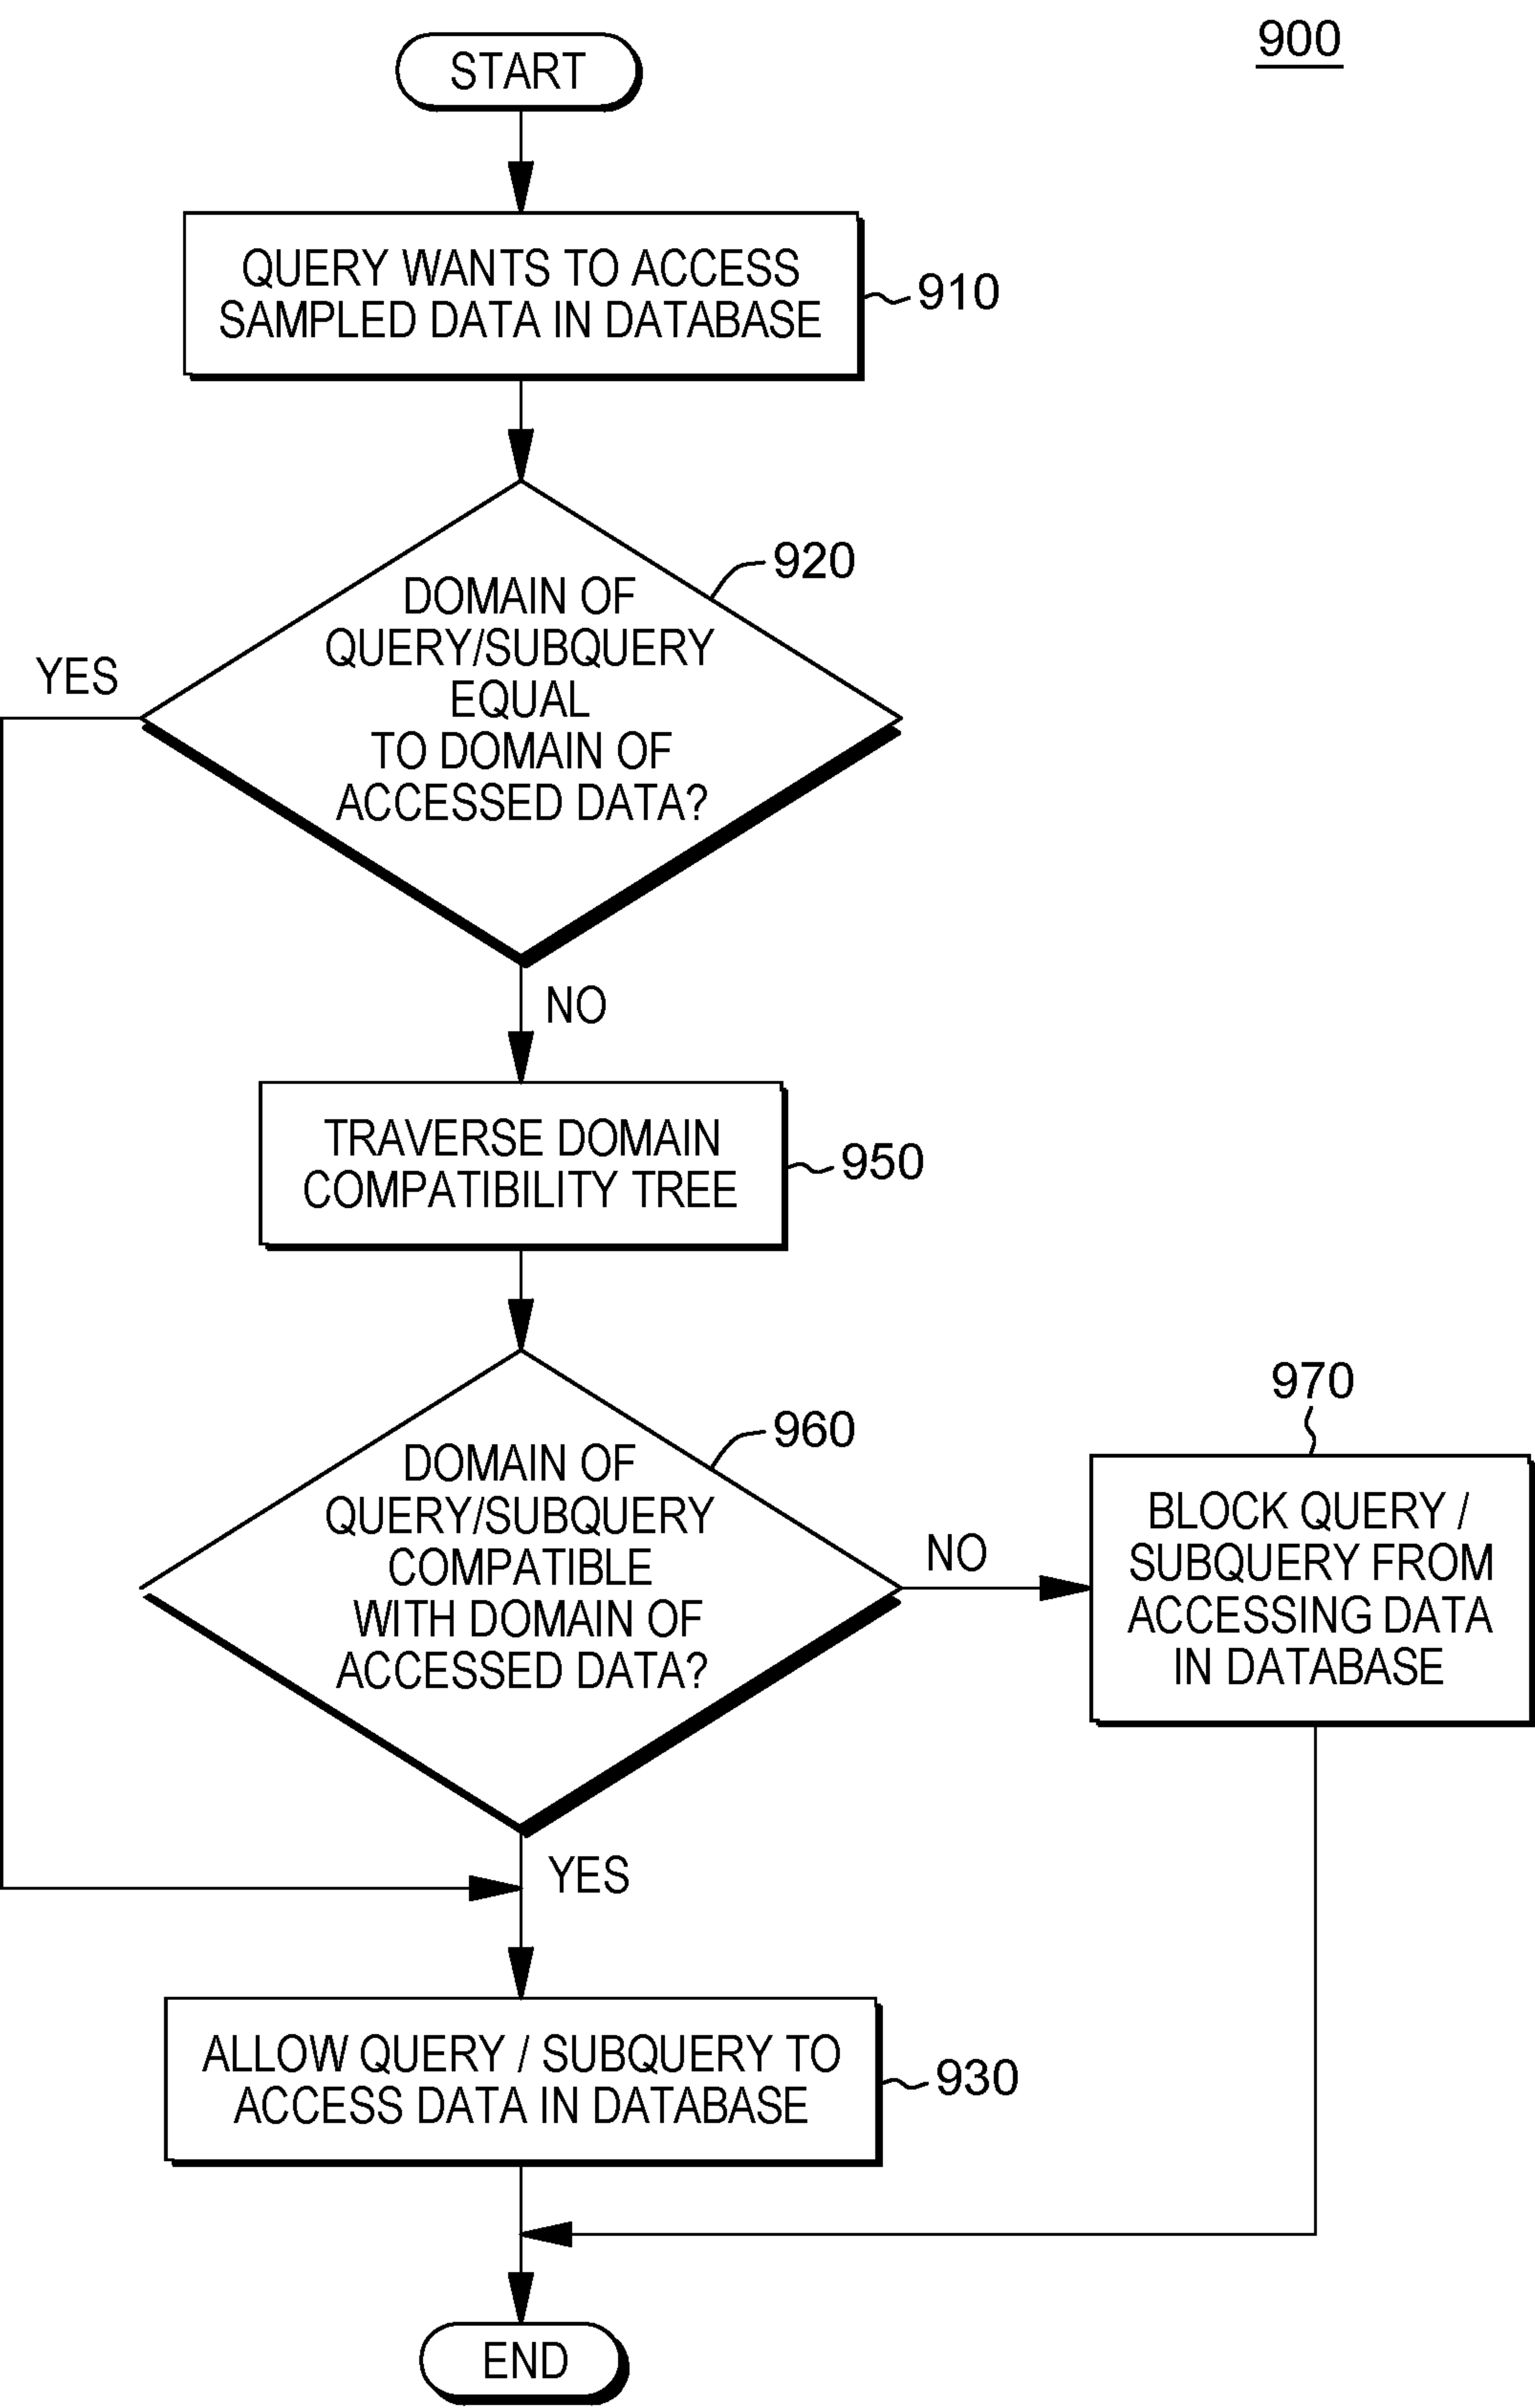 900
START
QUERY WANTS TO ACCESS
SAMPLED DATA IN DATABASE
910
920
DOMAIN OF
QUERY/SUBQUERY
EQUAL
TO DOMAIN OF
ACCESSED DATA?
YES
NO
TRAVERSE DOMAIN
COMPATIBILITY TREE
950
960
DOMAIN OF
QUERY/SUBQUERY
COMPATIBLE
WITH DOMAIN OF
ACCESSED DATA?
NO
970
BLOCK QUERY /
SUBQUERY FROM
ACCESSING DATA
IN DATABASE
YES
ALLOW QUERY / SUBQUERY TO
ACCESS DATA IN DATABASE
930
END